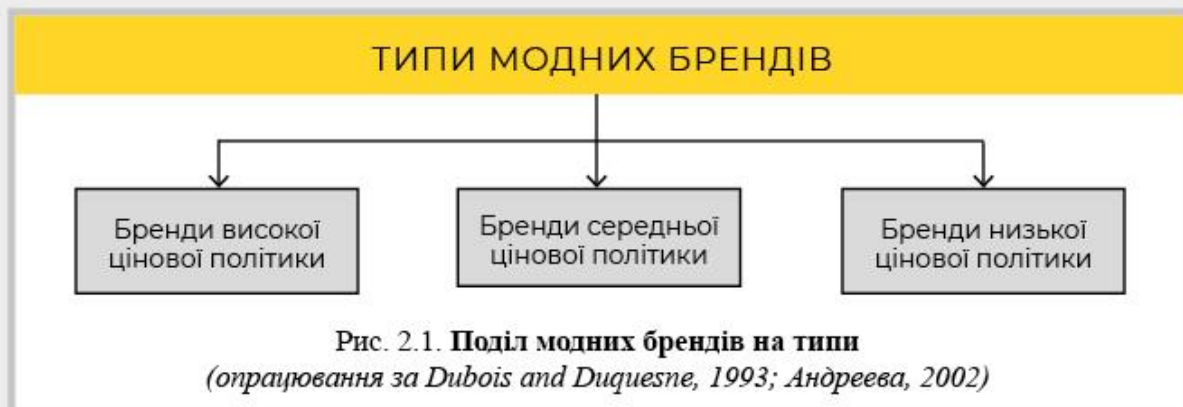 ТИПИ МОДНИХ БРЕНДІВ
Бренди високої
цінової політики
Бренди середньої
цінової політики
Бренди низької
цінової політики
Рис. 2.1. Поділ модних брендів на типи
(опрацювання за Dubois and Duquesne, 1993; Андреева, 2002)